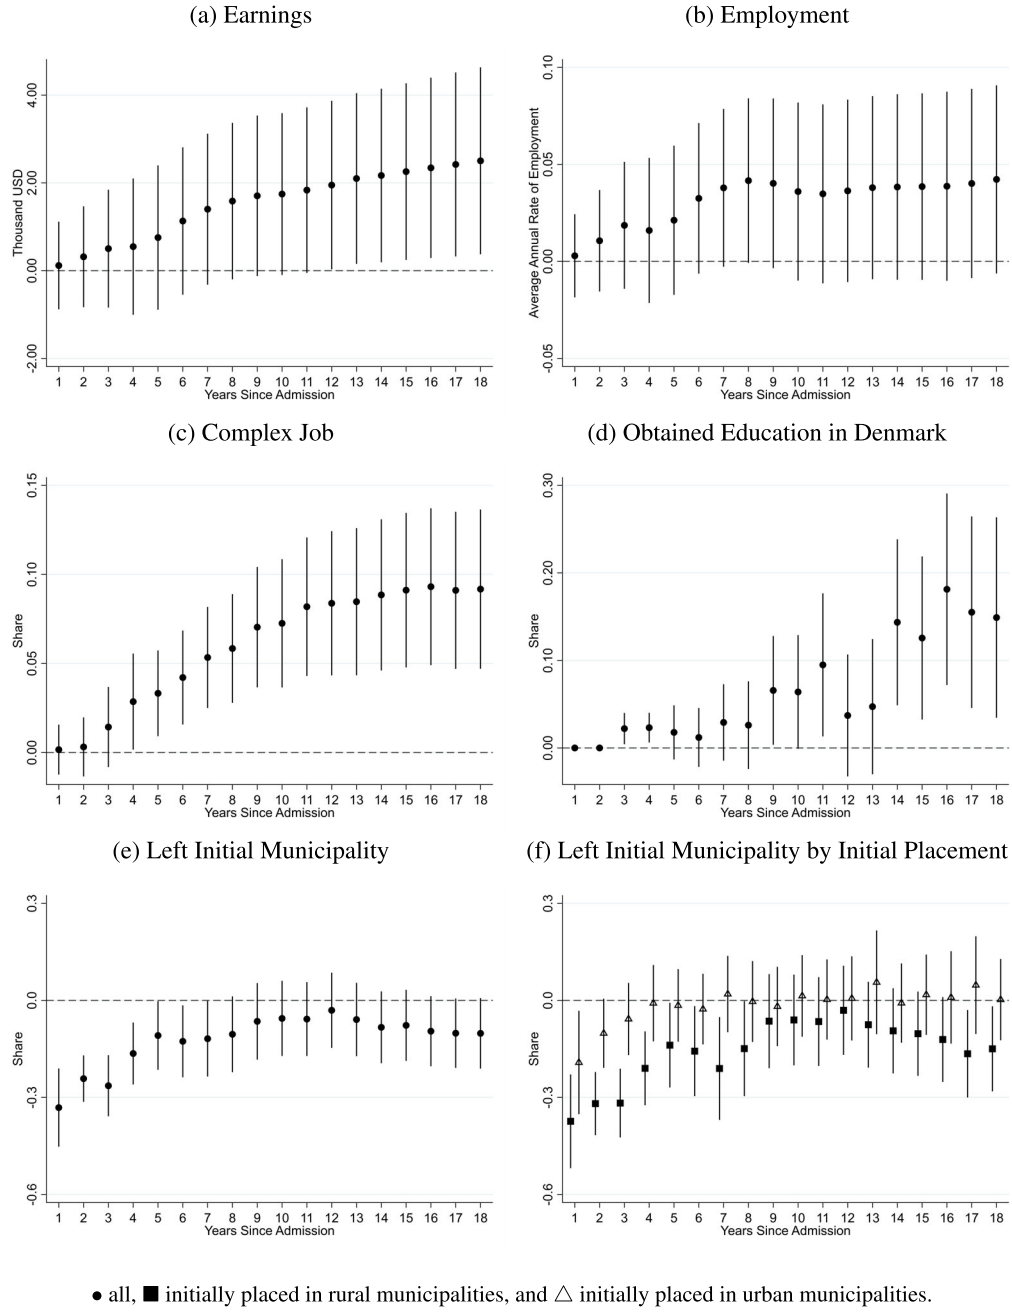 (a) Earnings
(b) Employment
Thousand USD
4.00
2.00
0.00
-2.00
1 2 3 4 5 6 7 8 9 10 11 12 13 14 15 16 17 18
Years Since Admission
Average Annual Rate of Employment
0.10
0.05
0.00
-0.05
1 2 3 4 5 6 7 8 9 10 11 12 13 14 15 16 17 18
Years Since Admission
(c) Complex Job
(d) Obtained Education in Denmark
Share
0.15
0.10
0.05
0.00
1 2 3 4 5 6 7 8 9 10 11 12 13 14 15 16 17 18
Years Since Admission
Share
0.30
0.20
0.10
0.00
1 2 3 4 5 6 7 8 9 10 11 12 13 14 15 16 17 18
Years Since Admission
(e) Left Initial Municipality
(f) Left Initial Municipality by Initial Placement
Share
0.3
0.0
-0.3
-0.6
1 2 3 4 5 6 7 8 9 10 11 12 13 14 15 16 17 18
Years Since Admission
Share
0.3
0.0
-0.3
-0.6
1 2 3 4 5 6 7 8 9 10 11 12 13 14 15 16 17 18
Years Since Admission
● all, ■ initially placed in rural municipalities, and △ initially placed in urban municipalities.